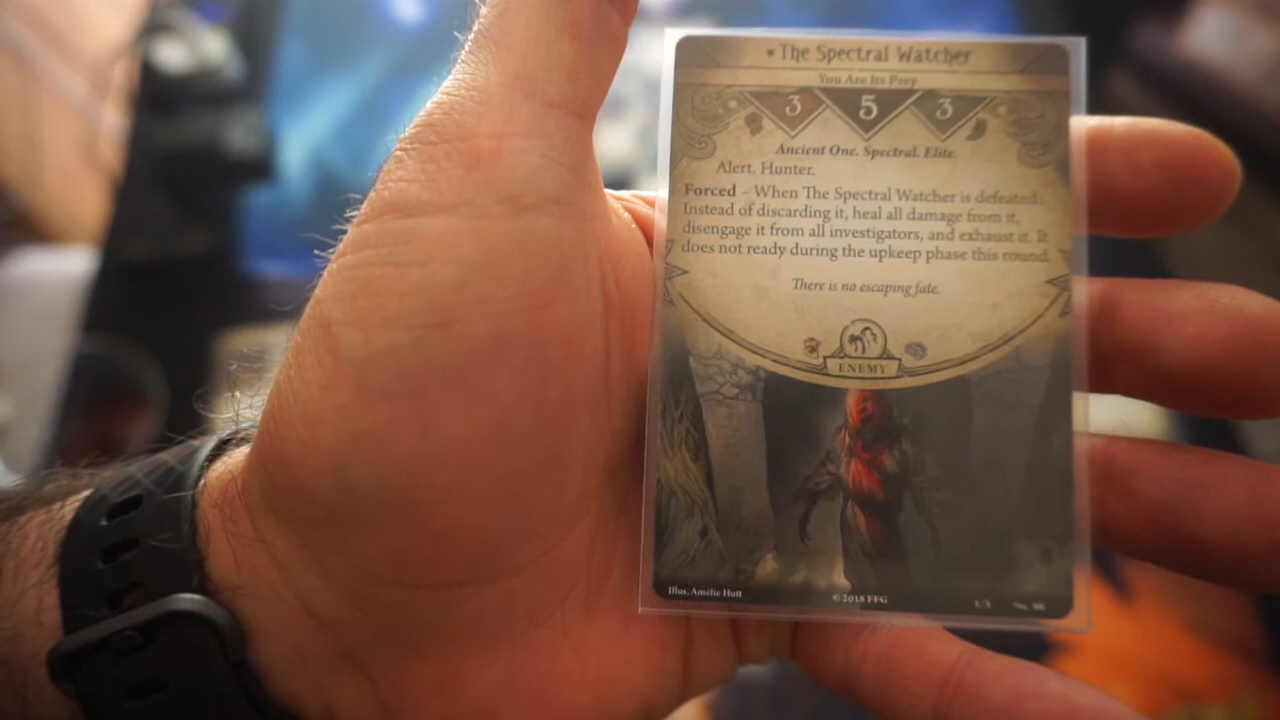 The Spectral Watcher
You Are Its Prey
3 5 3
Ancient One. Spectral. Elite.
Alert. Hunter.
Forced – When The Spectral Watcher is defeated:
Instead of discarding it, heal all damage from it,
disengage it from all investigators, and exhaust it. It
does not ready during the upkeep phase this round.
There is no escaping fate.
ENEMY
Illus. Amélie Hutt
© 2018 FFG